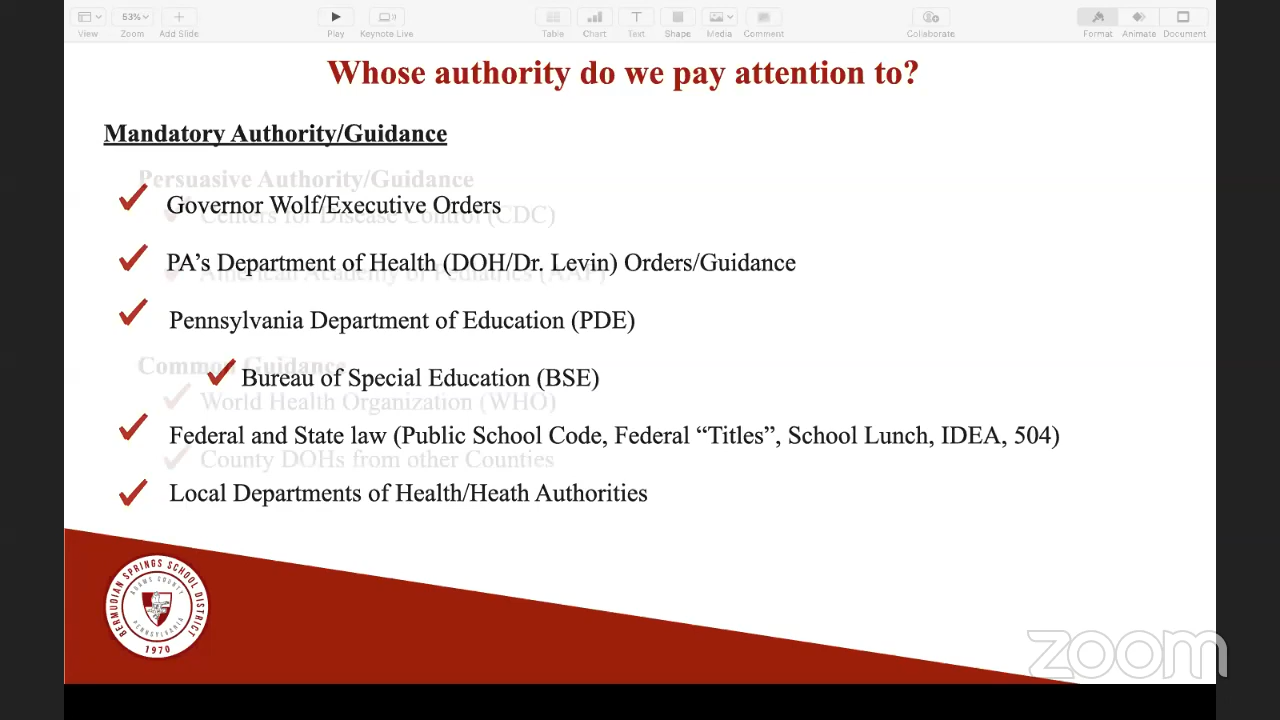 View
Zoom
Add Slide
Play
Keynote Live
Table
Chart
Text
Shape
Media
Comment
Collaborate
Format
Animate
Document
53%
Whose authority do we pay attention to?
Mandatory Authority/Guidance
Persuasive Authority/Guidance
Governor Wolf/Executive Orders
Centers for Disease Control (CDC)
PA's Department of Health (DOH/Dr. Levin) Orders/Guidance
American Academy of Pediatrics (AAP)
Pennsylvania Department of Education (PDE)
Common Guidance
Bureau of Special Education (BSE)
World Health Organization (WHO)
Federal and State law (Public School Code, Federal “Titles”, School Lunch, IDEA, 504)
County DOHs from other Counties
Local Departments of Health/Heath Authorities
BERMUDIAN SPRINGS SCHOOL DISTRICT
ADAMS COUNTY
PENNSYLVANIA
1970
zoom